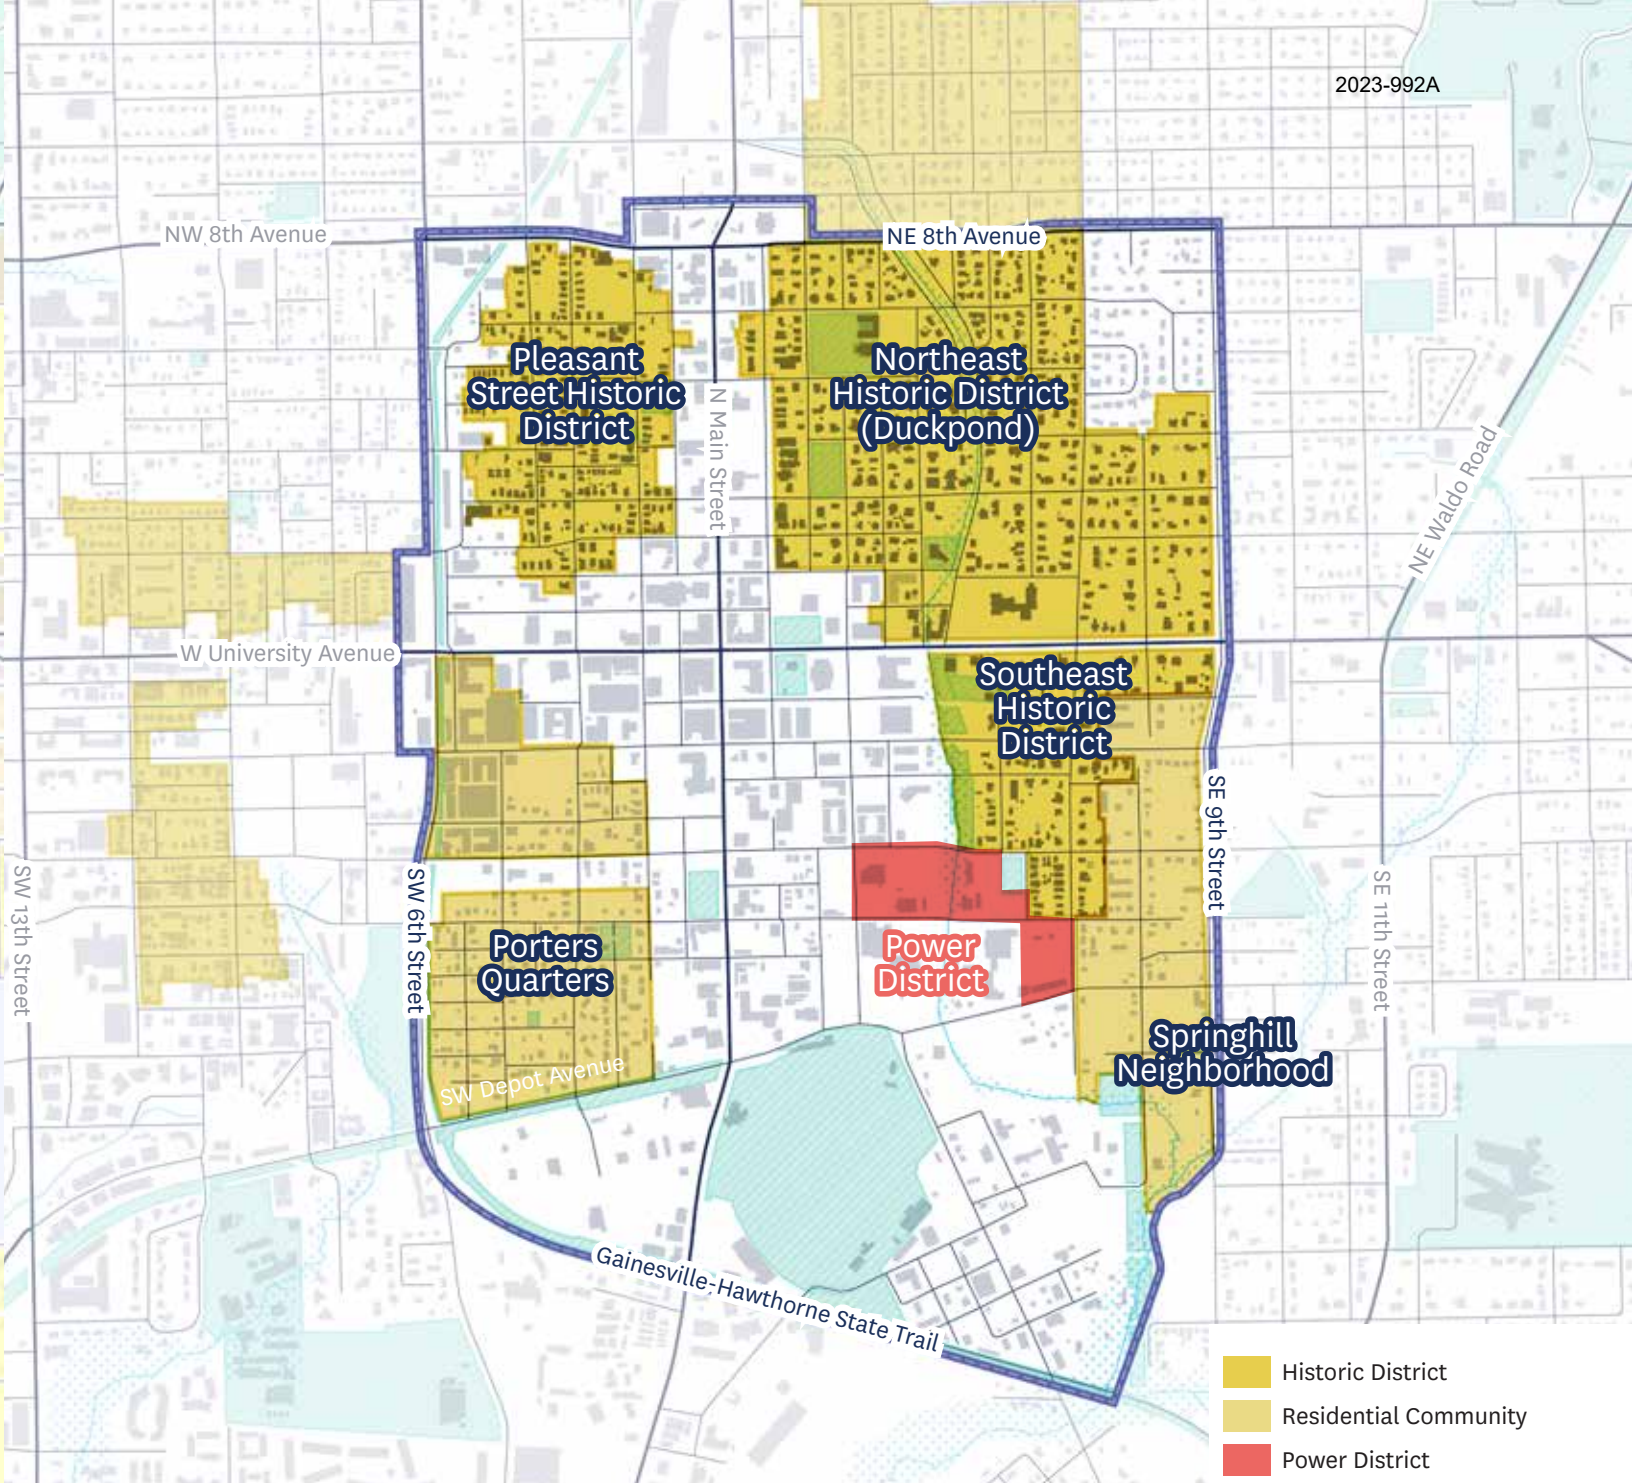 2023-992A
NW 8th Avenue
NE 8th Avenue
Pleasant
Street Historic
District
Northeast
Historic District
(Duckpond)
N Main Street
NE Waldo Road
W University Avenue
Southeast
Historic
District
SE 9th Street
SW 13th Street
SW 6th Street
SE 11th Street
Porters
Quarters
Power
District
Springhill
Neighborhood
SW Depot Avenue
Gainesville-Hawthorne State Trail
Historic District
Residential Community
Power District